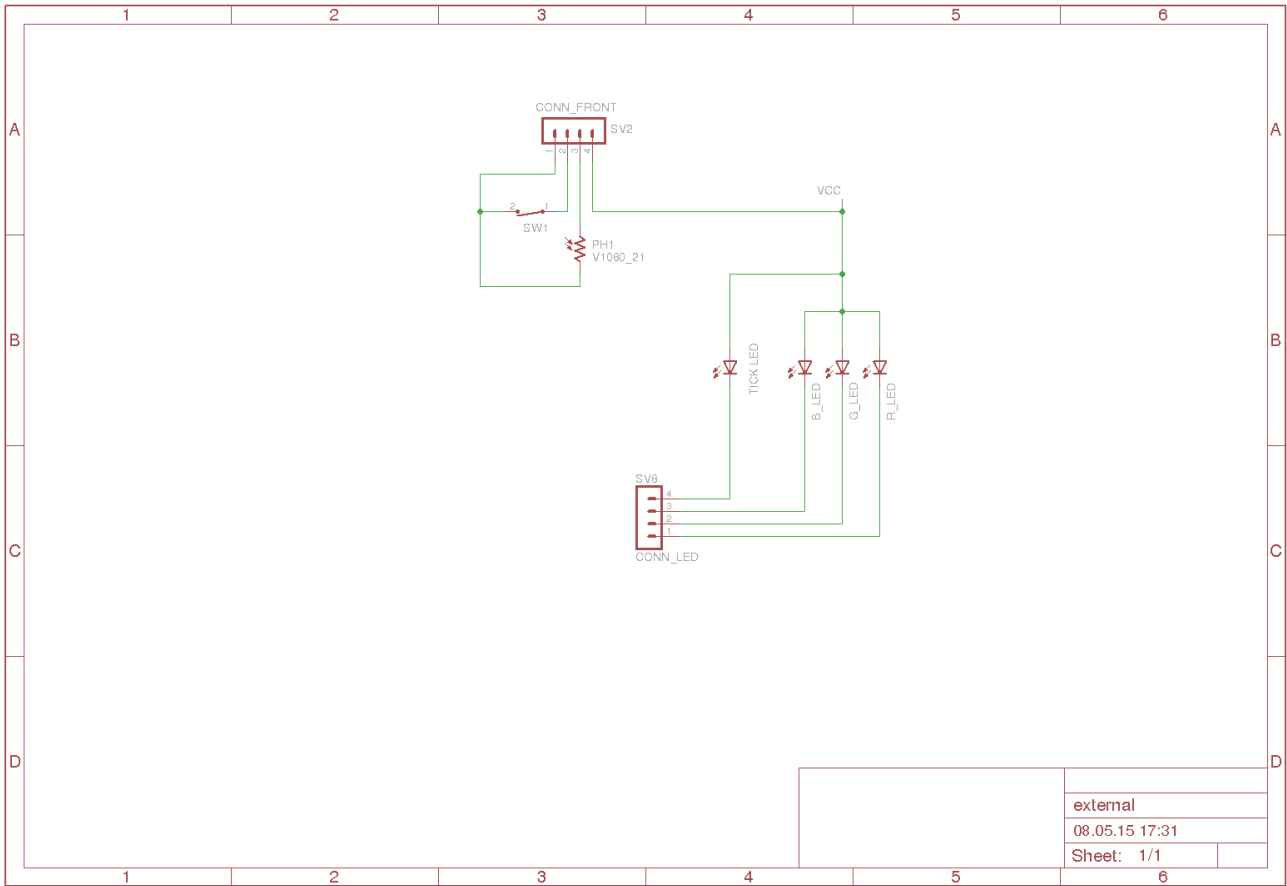 1 2 3 4 5 6
A A
CONN_FRONT
SV2
1 2 3 4
VCC
2 1
SW1
PH1
V1060_21
B B
TICK LED
B_LED
G_LED
R_LED
SV6
4
3
2
1
CONN_LED
C C
D D
external
08.05.15 17:31
Sheet: 1/1
1 2 3 4 5 6